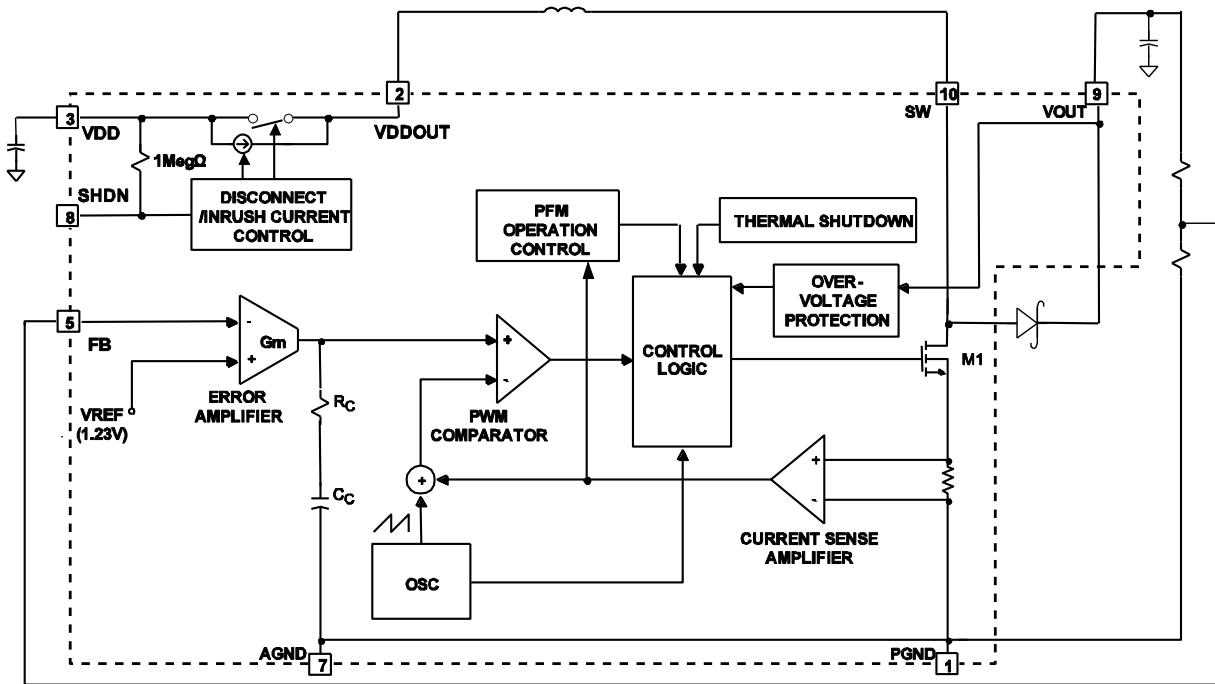 2
10
9
SW
VOUT
3
VDD
VDDOUT
1MegΩ
SHDN
8
DISCONNECT
/INRUSH CURRENT
CONTROL
PFM
OPERATION
CONTROL
THERMAL SHUTDOWN
OVER-
VOLTAGE
PROTECTION
5
FB
-
+
Gm
ERROR
AMPLIFIER
VREF
(1.23V)
+
-
PWM
COMPARATOR
CONTROL
LOGIC
M1
RC
CC
+
+
-
CURRENT SENSE
AMPLIFIER
OSC
AGND
7
PGND
1